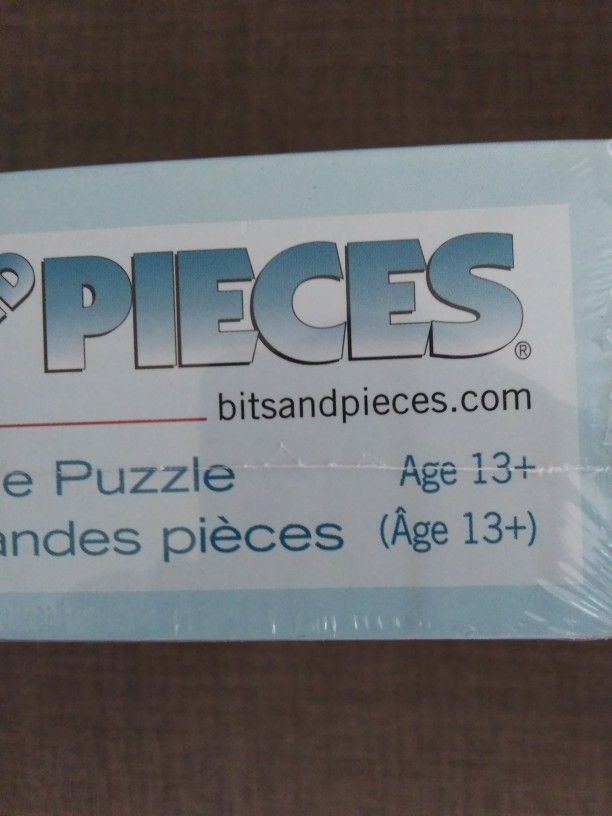 PIECES®
bitsandpieces.com
e Puzzle Age 13+
andes pièces (Âge 13+)